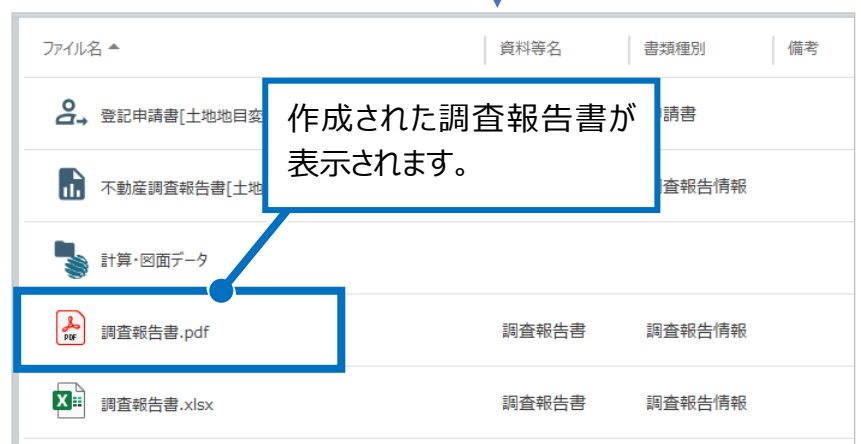 ファイル名 ▲ 資料等名 書類種別 備考
登記申請書[土地地目変
請書
作成された調査報告書が
表示されます。
不動産調査報告書[土地
査報告情報
計算・図面データ
PDF 調査報告書.pdf 調査報告書 調査報告情報
調査報告書.xlsx 調査報告書 調査報告情報